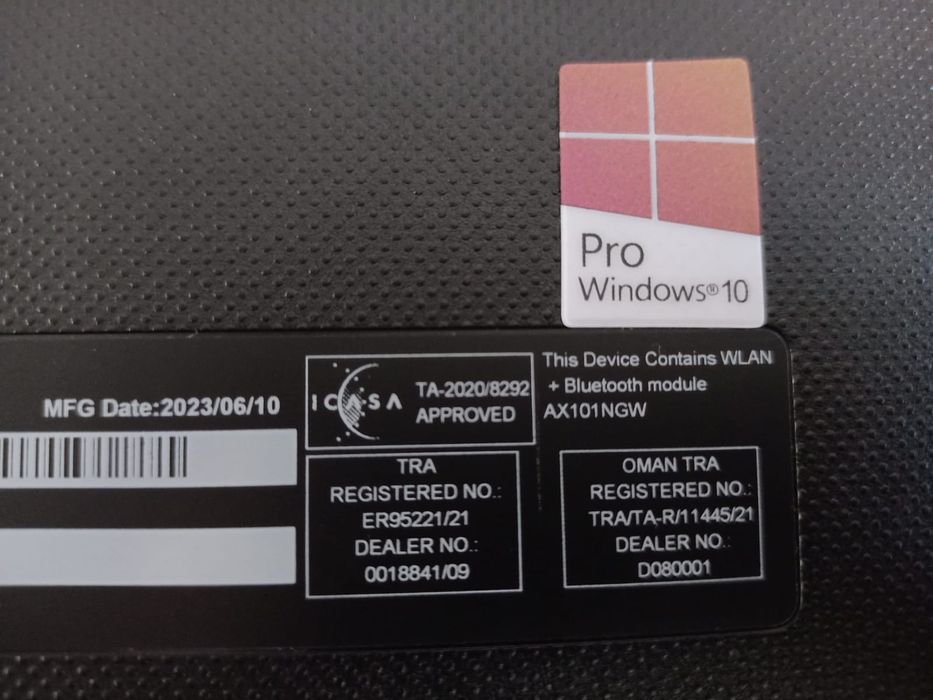 Pro
Windows®10
MFG Date:2023/06/10
ICASA
TA-2020/8292
APPROVED
This Device Contains WLAN
+ Bluetooth module
AX101NGW
TRA
REGISTERED NO.:
ER95221/21
DEALER NO.:
0018841/09
OMAN TRA
REGISTERED NO.:
TRA/TA-R/11445/21
DEALER NO.:
D080001